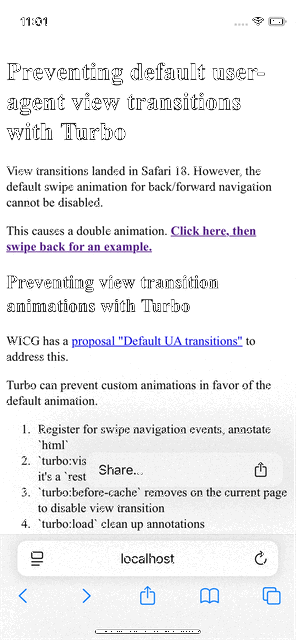 11:01
Preventing default user-
agent view transitions
with Turbo
View transitions landed in Safari 18. However, the
default swipe animation for back/forward navigation
cannot be disabled.
This causes a double animation. Click here, then
swipe back for an example.
Preventing view transition
animations with Turbo
WICG has a proposal "Default UA transitions" to
address this.
Turbo can prevent custom animations in favor of the
default animation.
1. Register for swipe navigation events, annotate
`html`
2. `turbo:vis
it's a `rest
Share...
3. `turbo:before-cache` removes on the current page
to disable view transition
4. `turbo:load` clean up annotations
localhost